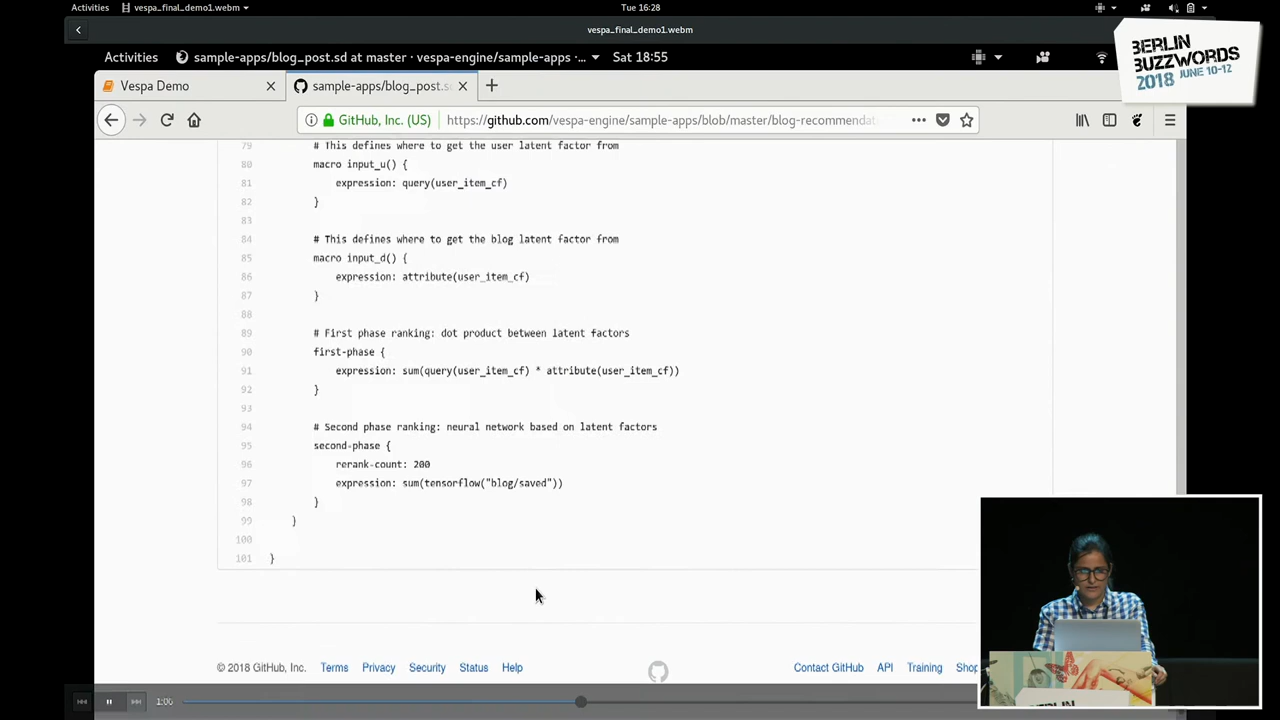 Activities
vespa_final_demo1.webm
Tue 16:28
vespa_final_demo1.webm
BERLIN
BUZZWORDS
2018 JUNE 10-12
Activities
sample-apps/blog_post.sd at master · vespa-engine/sample-apps ·…
Sat 18:55
Vespa Demo
sample-apps/blog_post.s
GitHub, Inc. (US)
https://github.com/vespa-engine/sample-apps/blob/master/blog-recommendat
79 # This defines where to get the user latent factor from
80 macro input_u() {
81 expression: query(user_item_cf)
82 }
83
84 # This defines where to get the blog latent factor from
85 macro input_d() {
86 expression: attribute(user_item_cf)
87 }
88
89 # First phase ranking: dot product between latent factors
90 first-phase {
91 expression: sum(query(user_item_cf) * attribute(user_item_cf))
92 }
93
94 # Second phase ranking: neural network based on latent factors
95 second-phase {
96 rerank-count: 200
97 expression: sum(tensorflow("blog/saved"))
98 }
99 }
100
101 }
© 2018 GitHub, Inc. Terms Privacy Security Status Help
Contact GitHub API Training Shop
1:00
BERLIN